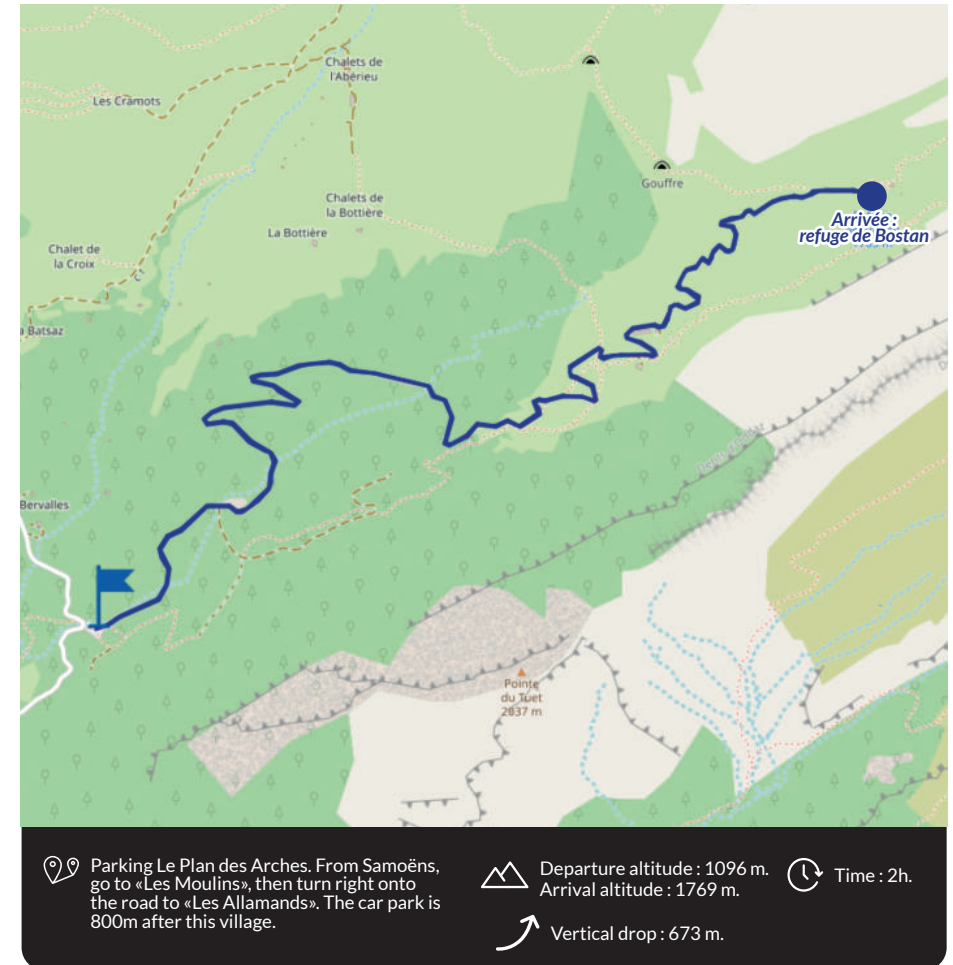 Chalets de
l'Abérieu
Les Cramots
Gouffre
Chalets de
la Bottière
La Bottière
Chalet de
la Croix
Arrivée :
refuge de Bostan
a Batsaz
Bervalles
Pointe
du Tuet
2037 m
Parking Le Plan des Arches. From Samoëns,
go to «Les Moulins», then turn right onto
the road to «Les Allamands». The car park is
800m after this village.
Departure altitude : 1096 m.
Arrival altitude : 1769 m.
Vertical drop : 673 m.
Time : 2h.